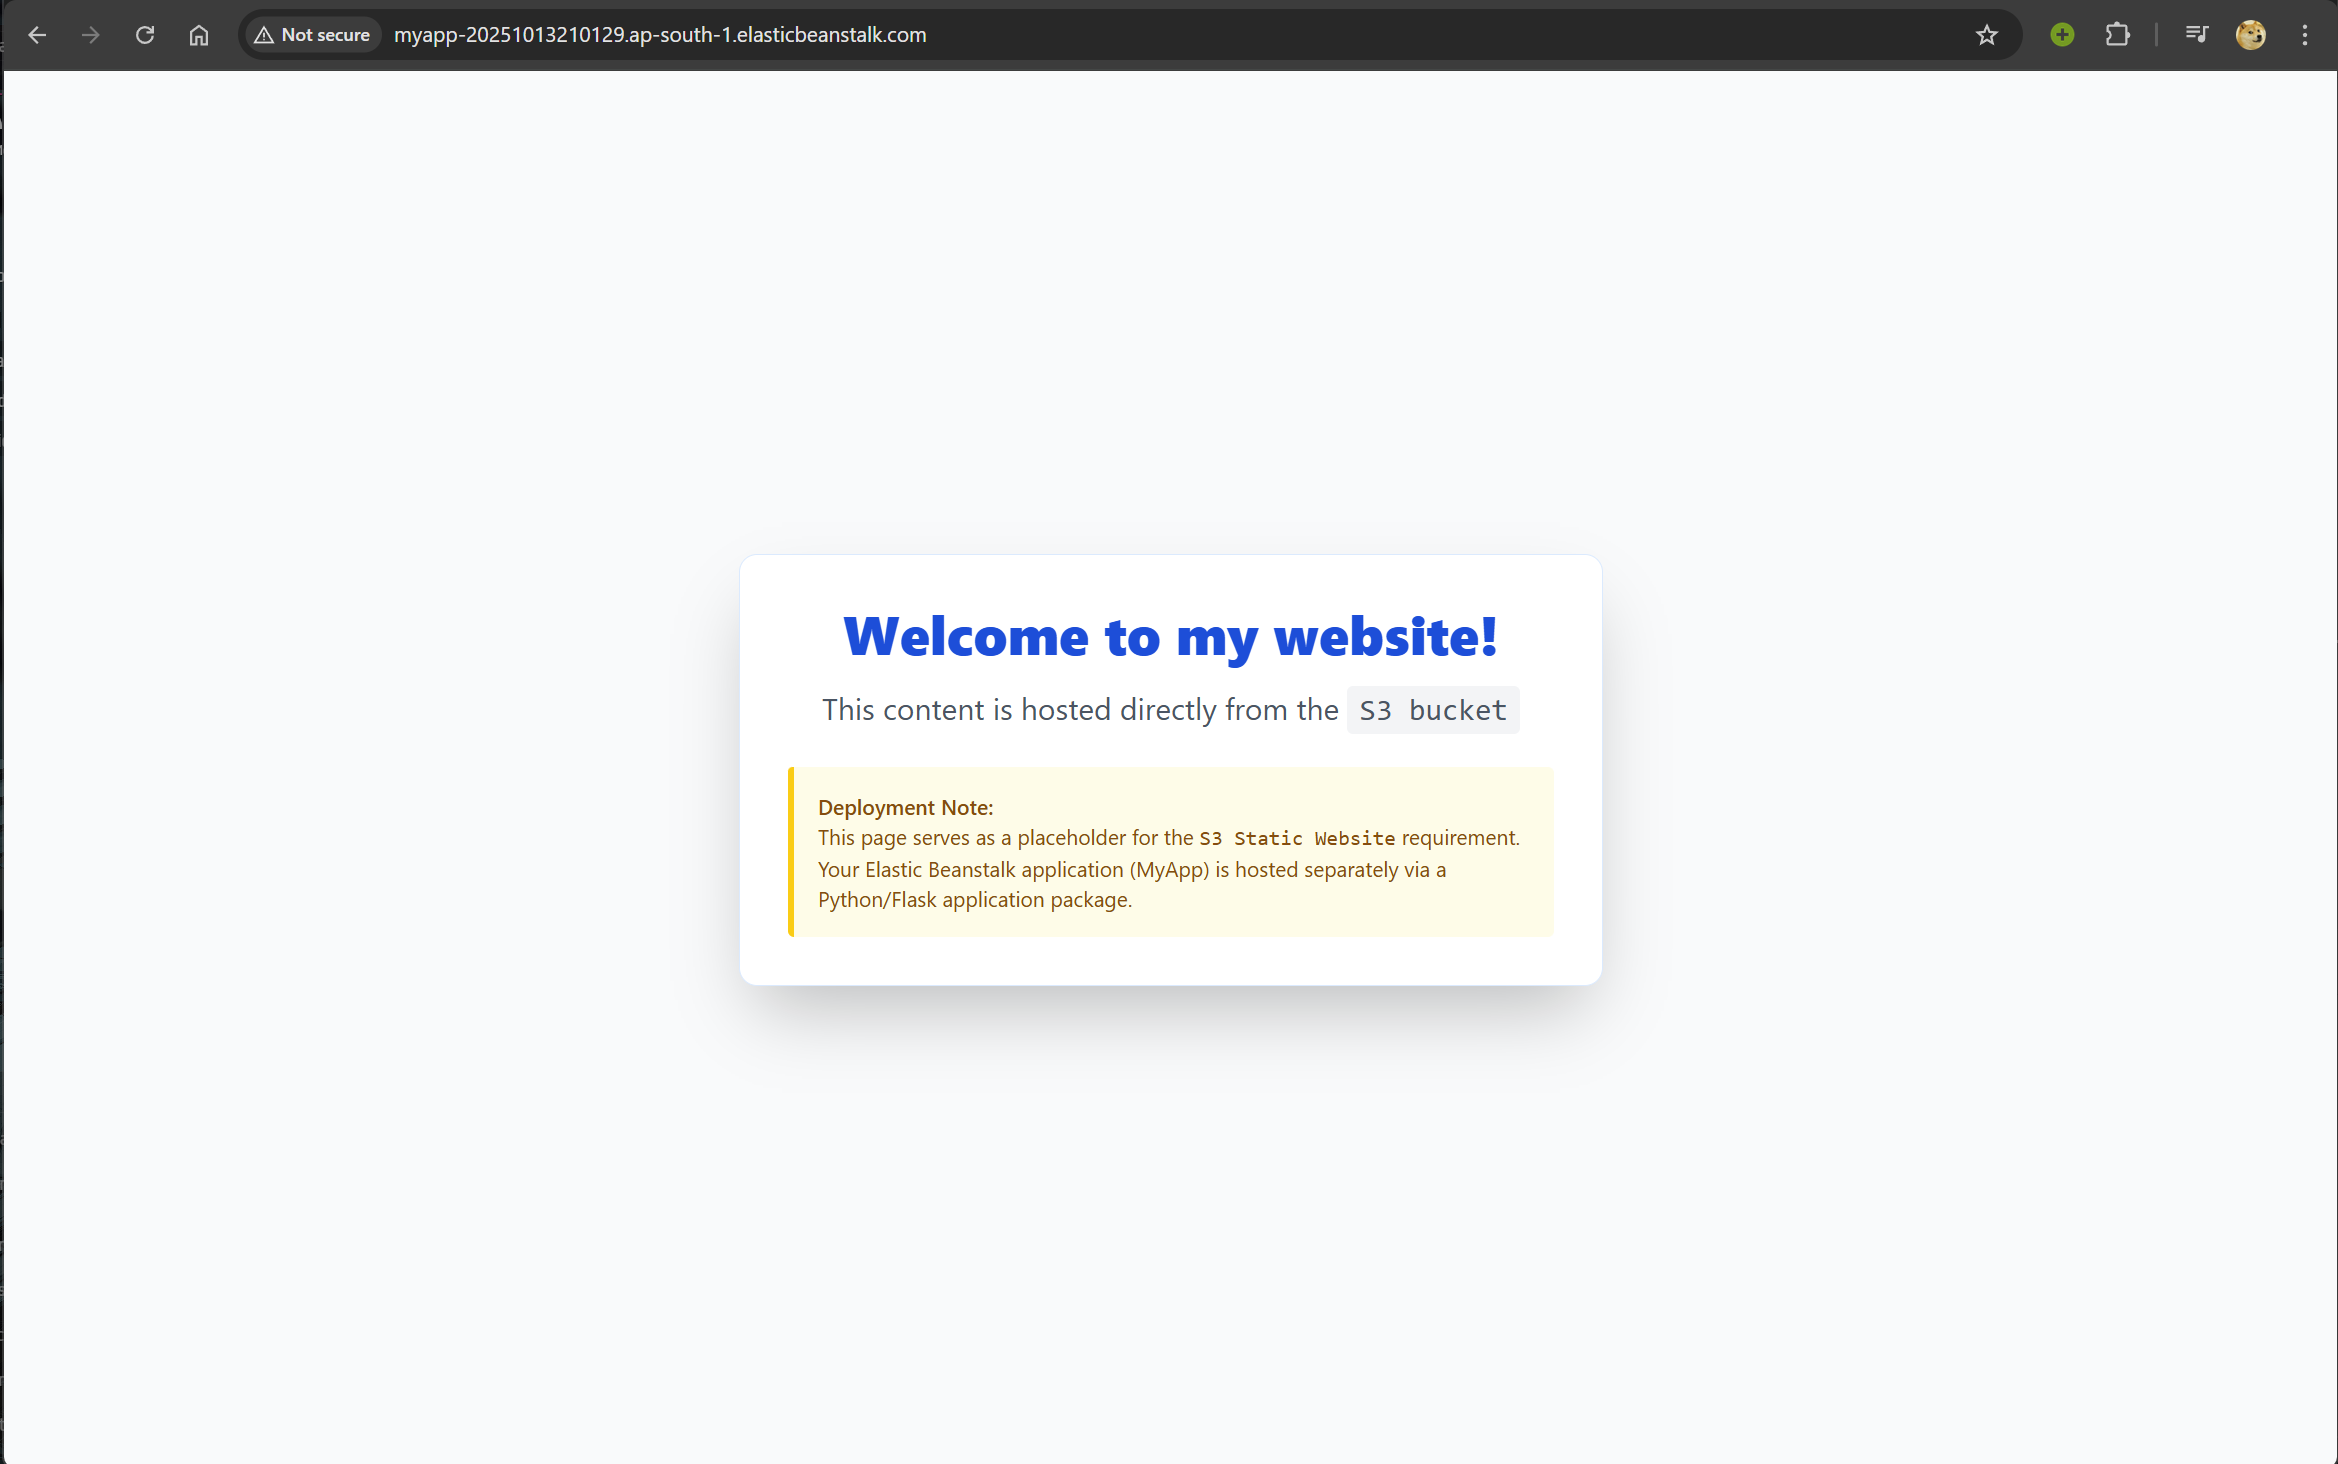 Not secure myapp-20251013210129.ap-south-1.elasticbeanstalk.com
Welcome to my website!
This content is hosted directly from the S3 bucket
Deployment Note:
This page serves as a placeholder for the S3 Static Website requirement.
Your Elastic Beanstalk application (MyApp) is hosted separately via a
Python/Flask application package.